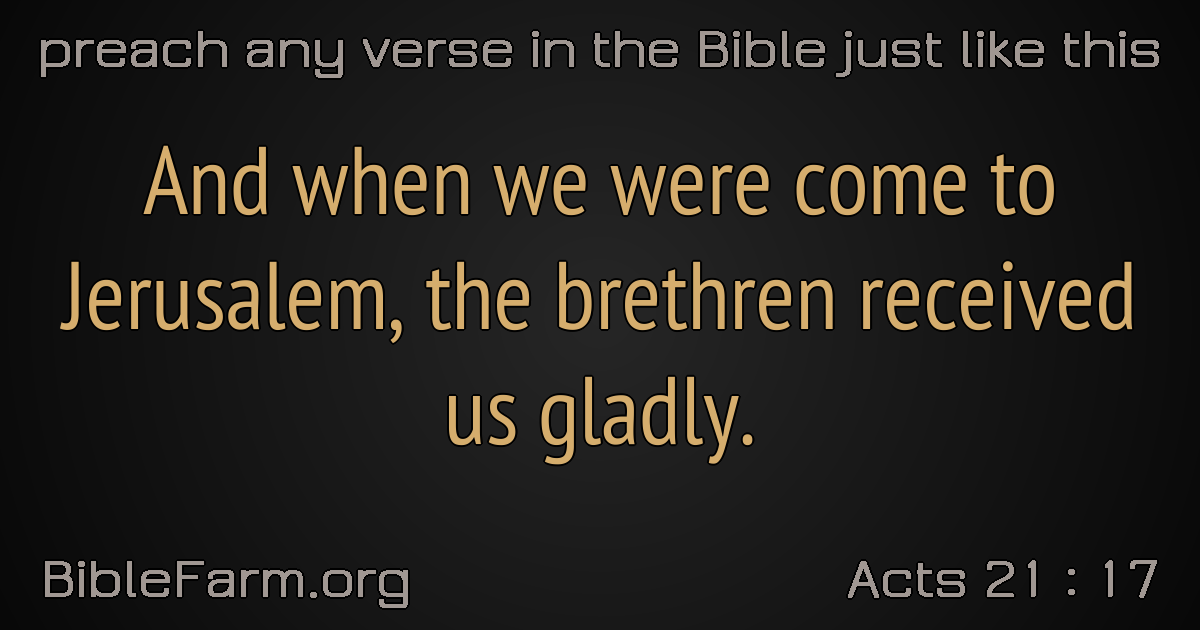 preach any verse in the Bible just like this
And when we were come to
Jerusalem, the brethren received
us gladly.
BibleFarm.org
Acts 21 : 17